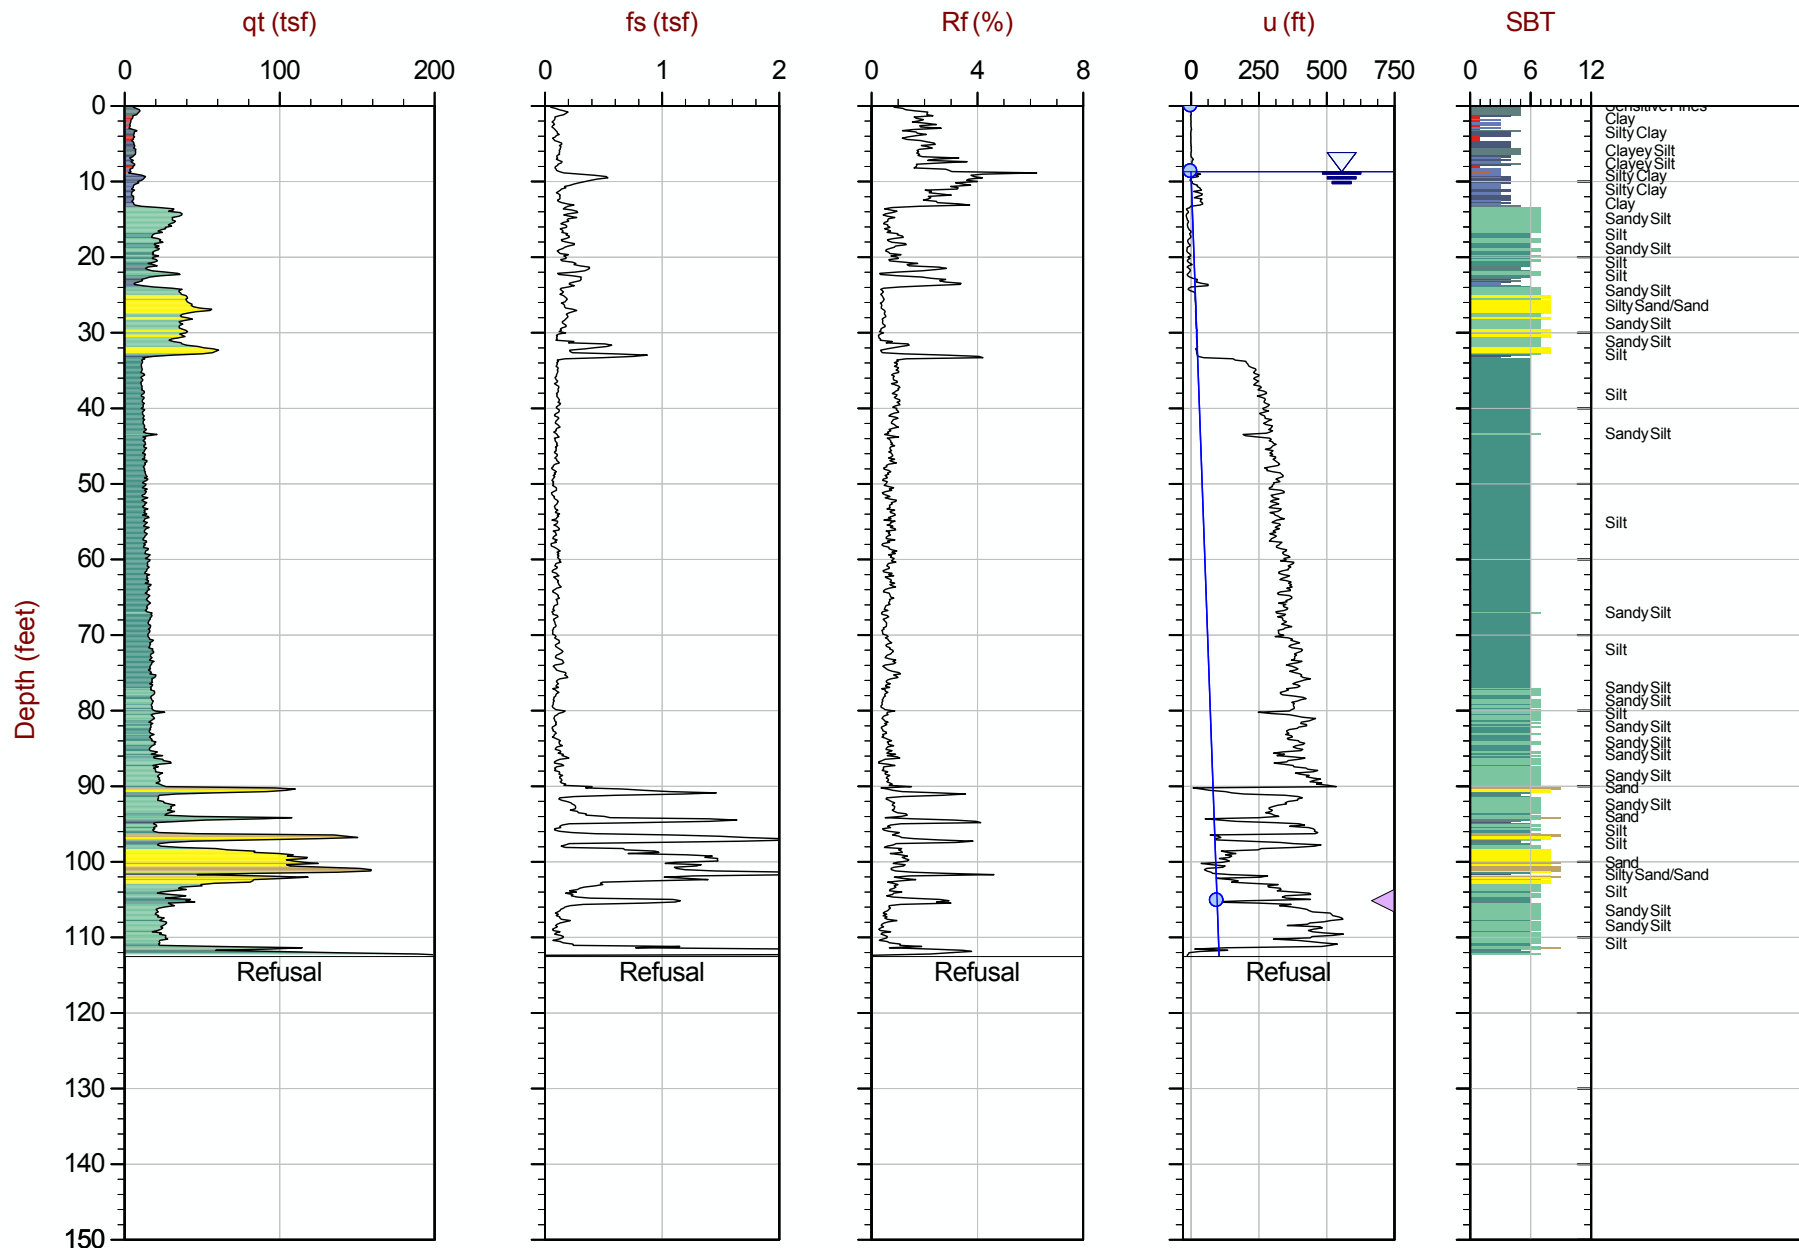 qt (tsf)
fs (tsf)
Rf (%)
u (ft)
SBT
0 100 200
0 1 2
0 4 8
0 250 500 750
0 6 12
Depth (feet)
0
10
20
30
40
50
60
70
80
90
100
110
120
130
140
150
Sensitive Fines
Clay
Silty Clay
Clayey Silt
Clayey Silt
Silty Clay
Silty Clay
Clay
Sandy Silt
Silt
Sandy Silt
Silt
Silt
Sandy Silt
Silty Sand/Sand
Sandy Silt
Sandy Silt
Silt
Silt
Sandy Silt
Silt
Sandy Silt
Silt
Sandy Silt
Sandy Silt
Silt
Sandy Silt
Sandy Silt
Sandy Silt
Sandy Silt
Sand
Sandy Silt
Sand
Silt
Silt
Sand
Silty Sand/Sand
Silt
Sandy Silt
Sandy Silt
Silt
Refusal
Refusal
Refusal
Refusal